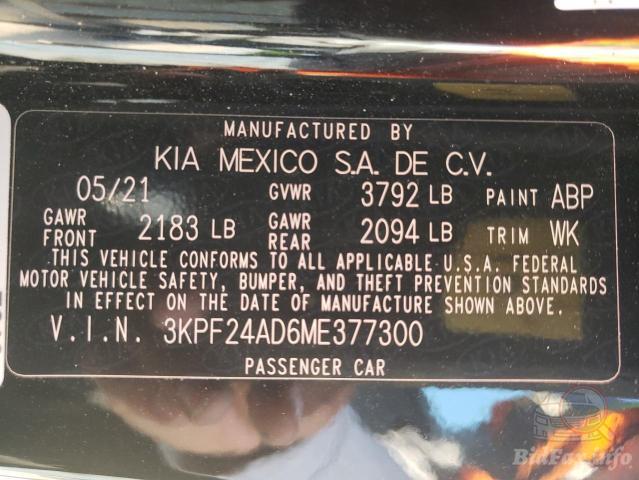 MANUFACTURED BY
KIA MEXICO S.A. DE C.V.
05/21 GVWR 3792 LB PAINT ABP
GAWR FRONT 2183 LB GAWR REAR 2094 LB TRIM WK
THIS VEHICLE CONFORMS TO ALL APPLICABLE U.S.A. FEDERAL
MOTOR VEHICLE SAFETY, BUMPER, AND THEFT PREVENTION STANDARDS
IN EFFECT ON THE DATE OF MANUFACTURE SHOWN ABOVE.
V.I.N. 3KPF24AD6ME377300
PASSENGER CAR
BidFax.info